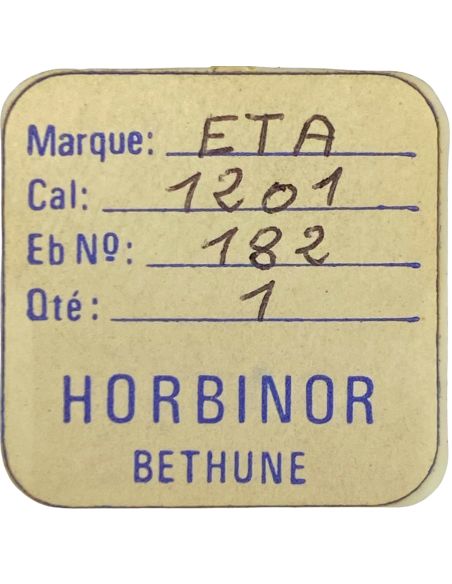 Marque: ETA
Cal: 1201
Eb Nº: 182
Qté: 1
HORBINOR
BETHUNE